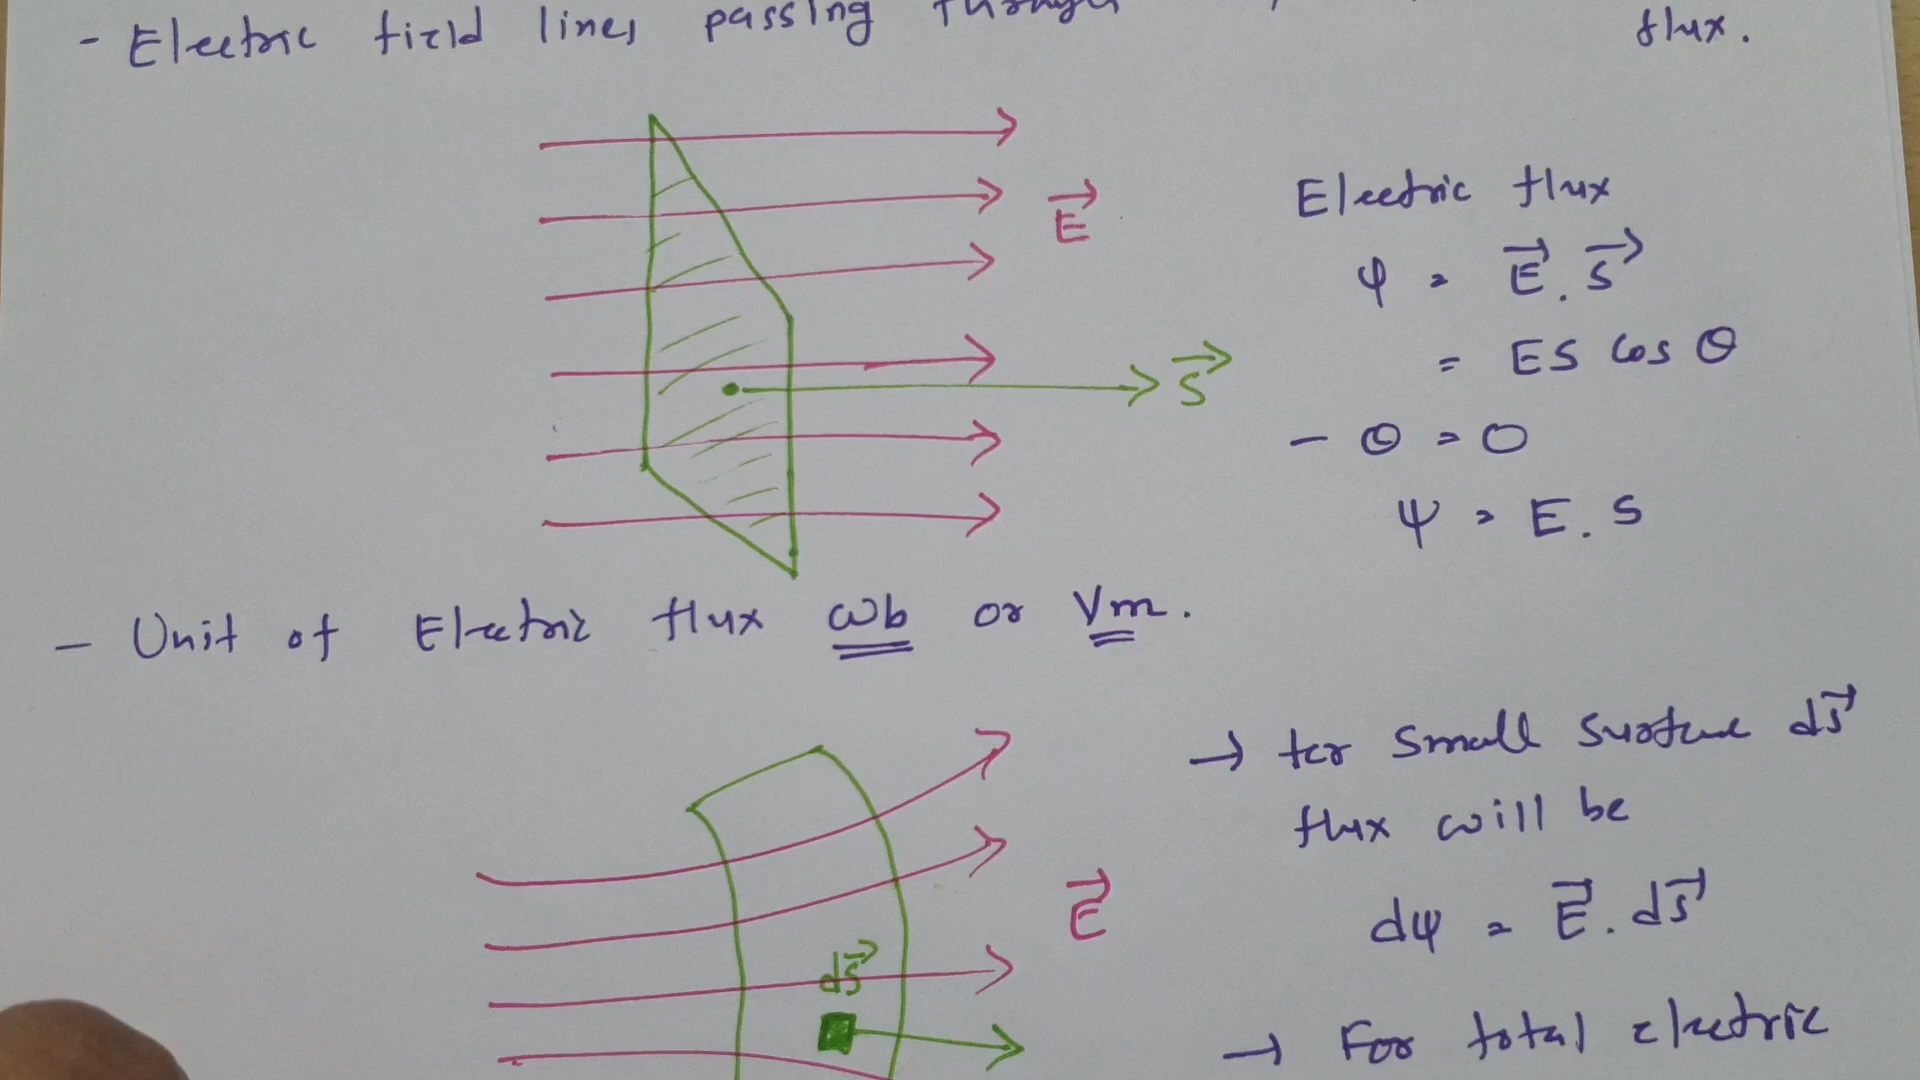 - Electric field lines passing through
flux.
E
Electric flux
ψ = E . S
= ES cos θ
S
- θ = 0
ψ = E. S
- Unit of Electric flux Wb or Vm.
→ for small surface ds
flux will be
E
dψ = E . ds
ds
→ For total electric